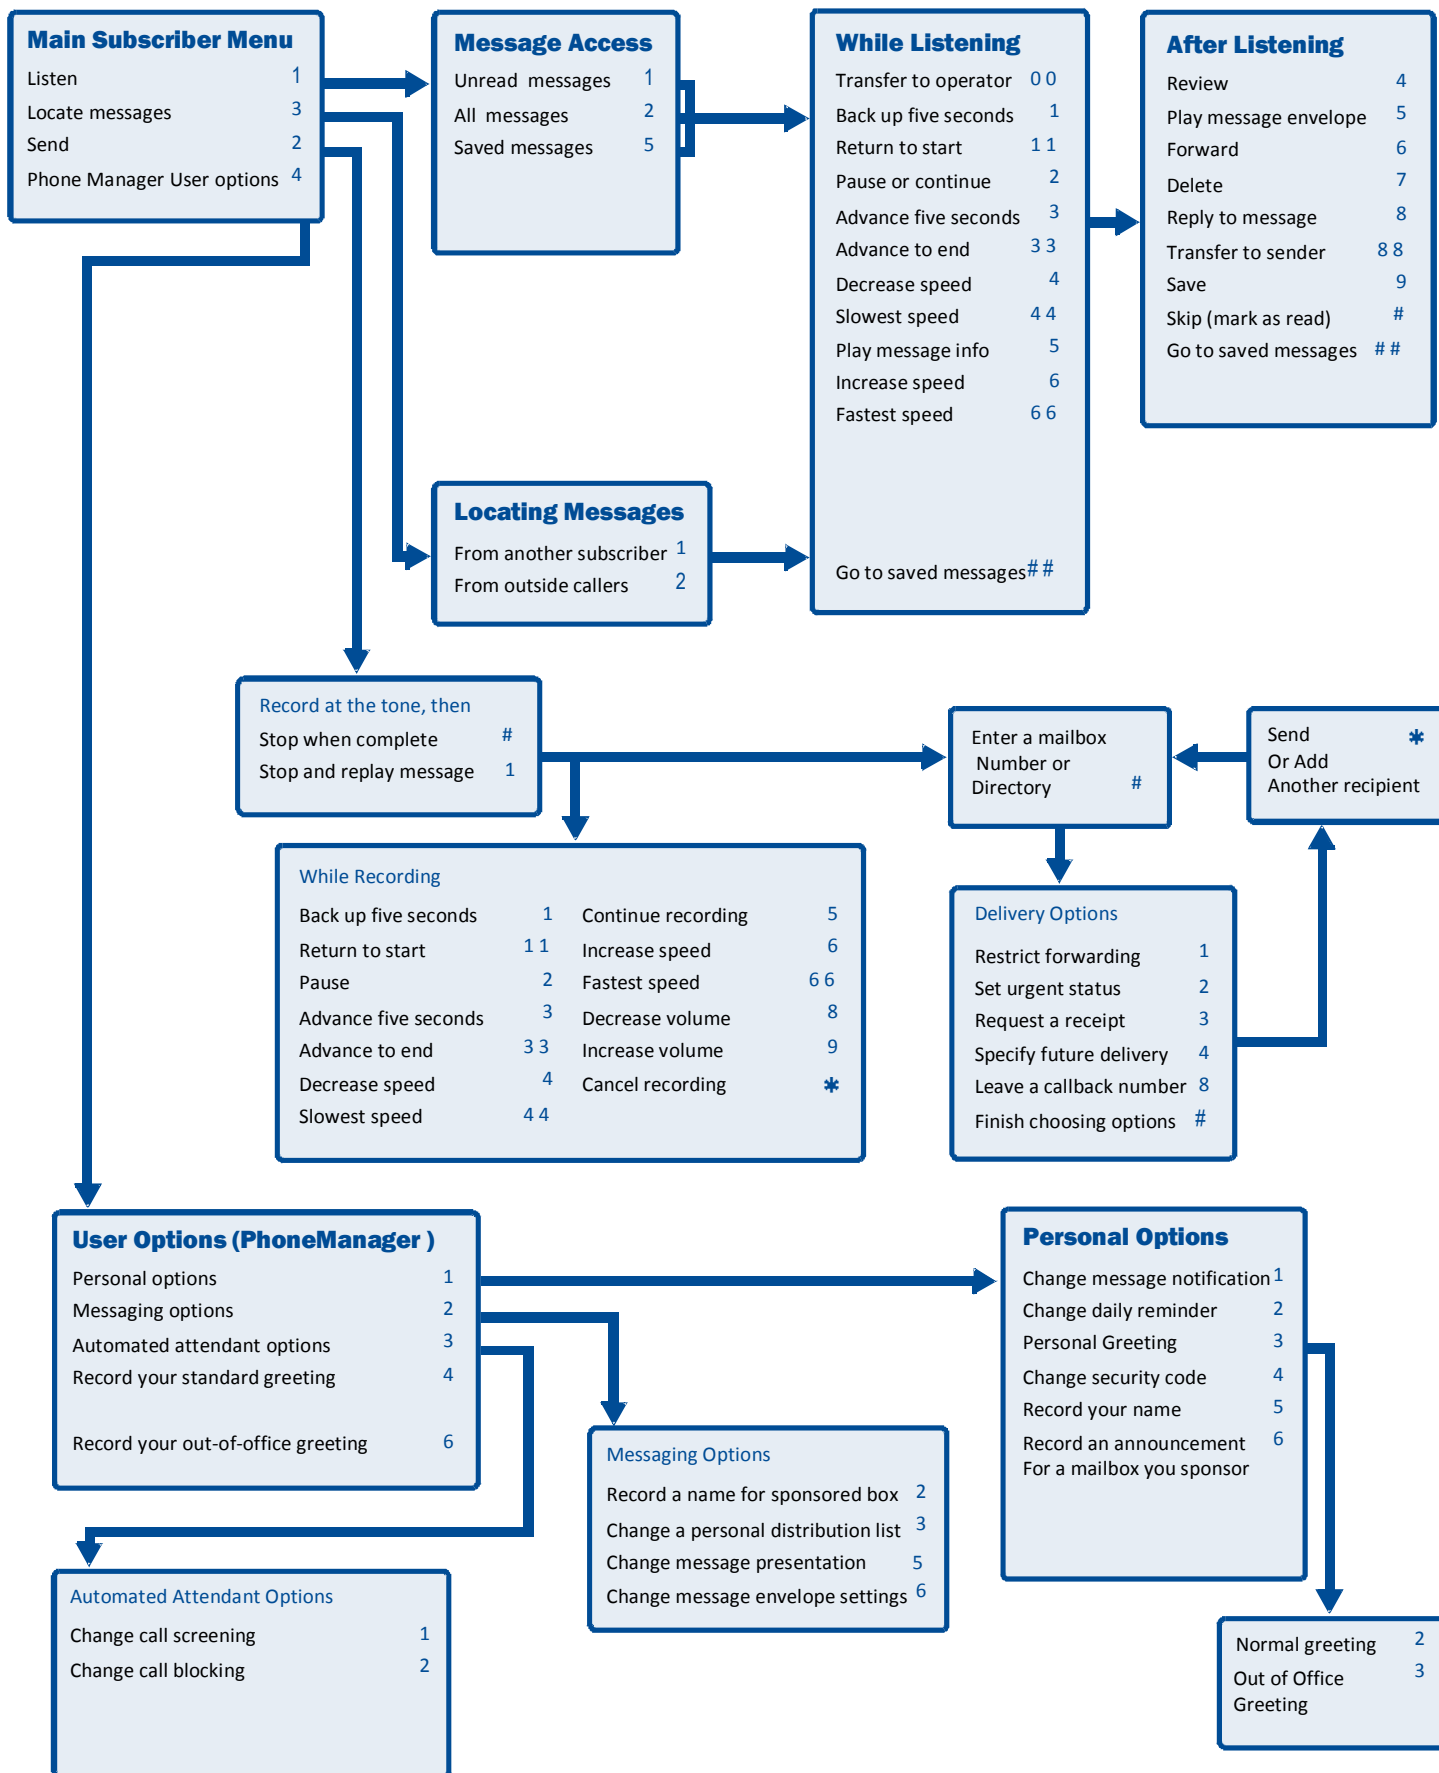 Main Subscriber Menu
Listen 1
Locate messages 3
Send 2
Phone Manager User options 4
Message Access
Unread messages 1
All messages 2
Saved messages 5
While Listening
Transfer to operator 0 0
Back up five seconds 1
Return to start 1 1
Pause or continue 2
Advance five seconds 3
Advance to end 3 3
Decrease speed 4
Slowest speed 4 4
Play message info 5
Increase speed 6
Fastest speed 6 6
Go to saved messages # #
After Listening
Review 4
Play message envelope 5
Forward 6
Delete 7
Reply to message 8
Transfer to sender 8 8
Save 9
Skip (mark as read) #
Go to saved messages # #
Locating Messages
From another subscriber 1
From outside callers 2
Record at the tone, then
Stop when complete #
Stop and replay message 1
Enter a mailbox
Number or
Directory #
Send *
Or Add
Another recipient
While Recording
Back up five seconds 1
Return to start 1 1
Pause 2
Advance five seconds 3
Advance to end 3 3
Decrease speed 4
Slowest speed 4 4
Continue recording 5
Increase speed 6
Fastest speed 6 6
Decrease volume 8
Increase volume 9
Cancel recording *
Delivery Options
Restrict forwarding 1
Set urgent status 2
Request a receipt 3
Specify future delivery 4
Leave a callback number 8
Finish choosing options #
User Options (PhoneManager )
Personal options 1
Messaging options 2
Automated attendant options 3
Record your standard greeting 4
Record your out-of-office greeting 6
Personal Options
Change message notification 1
Change daily reminder 2
Personal Greeting 3
Change security code 4
Record your name 5
Record an announcement 6
For a mailbox you sponsor
Messaging Options
Record a name for sponsored box 2
Change a personal distribution list 3
Change message presentation 5
Change message envelope settings 6
Automated Attendant Options
Change call screening 1
Change call blocking 2
Normal greeting 2
Out of Office 3
Greeting